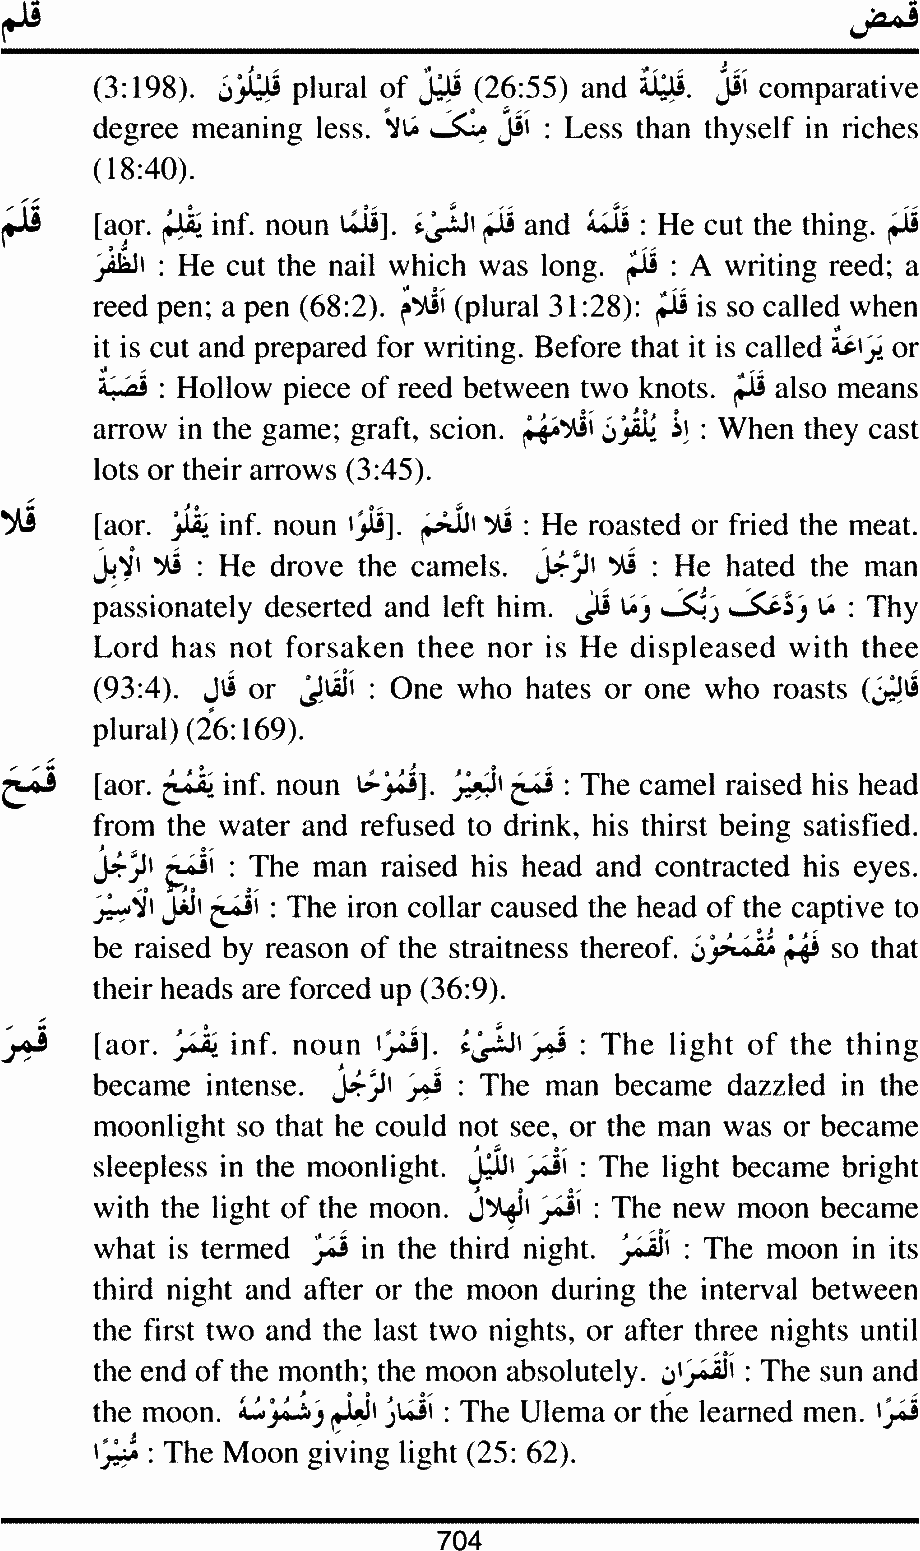 قلم قمض
(3:198). قَلِيْلُوْنَ plural of قَلِيْلٌ (26:55) and قَلِيْلَةٌ. اَقَلُّ comparative
degree meaning less. اَقَلَّ مِنْکَ مَالاً : Less than thyself in riches
(18:40).
قَلَمَ [aor. يَقْلِمُ inf. noun قَلْمًا]. قَلَمَ الشَّىْءَ and قَلَّمَهُ : He cut the thing. قَلَمَ
الظُّفْرَ : He cut the nail which was long. قَلَمٌ : A writing reed; a
reed pen; a pen (68:2). اَقْلامٌ (plural 31:28): قَلَمٌ is so called when
it is cut and prepared for writing. Before that it is called يَرَاعَةٌ or
قَصَبَةٌ : Hollow piece of reed between two knots. قَلَمٌ also means
arrow in the game; graft, scion. اِذْ يُلْقُوْنَ اَقْلامَهُمْ : When they cast
lots or their arrows (3:45).
قَلا [aor. يَقْلُوْ inf. noun قَلْوًا]. قَلا اللَّحْمَ : He roasted or fried the meat.
قَلا الْاِبِلَ : He drove the camels. قَلا الرَّجُلَ : He hated the man
passionately deserted and left him. مَا وَدَّعَکَ رَبُّکَ وَمَا قَلٰى : Thy
Lord has not forsaken thee nor is He displeased with thee
(93:4). قَالٍ or اَلْقَالِىْ : One who hates or one who roasts (قَالِيْنَ
plural) (26:169).
قَمَحَ [aor. يَقْمَحُ inf. noun قُمُوْحًا]. قَمَحَ الْبَعِيْرُ : The camel raised his head
from the water and refused to drink, his thirst being satisfied.
اَقْمَحَ الرَّجُلُ : The man raised his head and contracted his eyes.
اَقْمَحَ الْغُلُّ الْاَسِيْرَ : The iron collar caused the head of the captive to
be raised by reason of the straitness thereof. فَهُمْ مُّقْمَحُوْنَ so that
their heads are forced up (36:9).
قَمِرَ [aor. يَقْمَرُ inf. noun قَمْرًا]. قَمِرَ الشَّىْءُ : The light of the thing
became intense. قَمِرَ الرَّجُلُ : The man became dazzled in the
moonlight so that he could not see, or the man was or became
sleepless in the moonlight. اَقْمَرَ اللَّيْلُ : The light became bright
with the light of the moon. اَقْمَرَ الْهِلالُ : The new moon became
what is termed قَمَرٌ in the third night. اَلْقَمَرُ : The moon in its
third night and after or the moon during the interval between
the first two and the last two nights, or after three nights until
the end of the month; the moon absolutely. اَلْقَمَرَانِ : The sun and
the moon. اَقْمَارُ الْعِلْمِ وَشُمُوْسُهُ : The Ulema or the learned men. قَمَرًا
مُّنِيْرًا : The Moon giving light (25: 62).
704